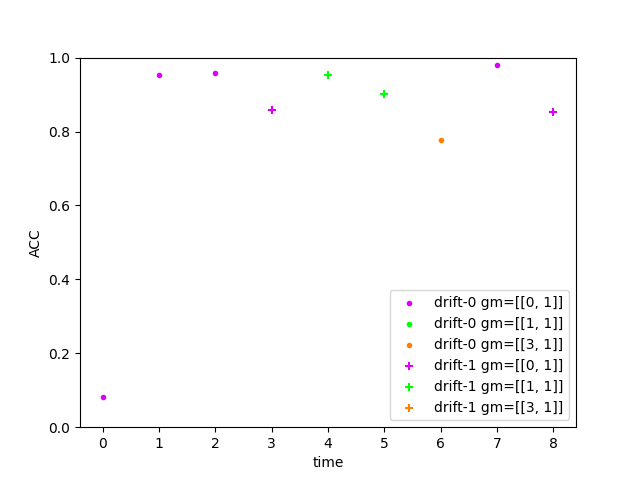 1.0
0.8
0.6
0.4
0.2
0.0
ACC
drift-0 gm=[[0, 1]]
drift-0 gm=[[1, 1]]
drift-0 gm=[[3, 1]]
drift-1 gm=[[0, 1]]
drift-1 gm=[[1, 1]]
drift-1 gm=[[3, 1]]
0 1 2 3 4 5 6 7 8
time